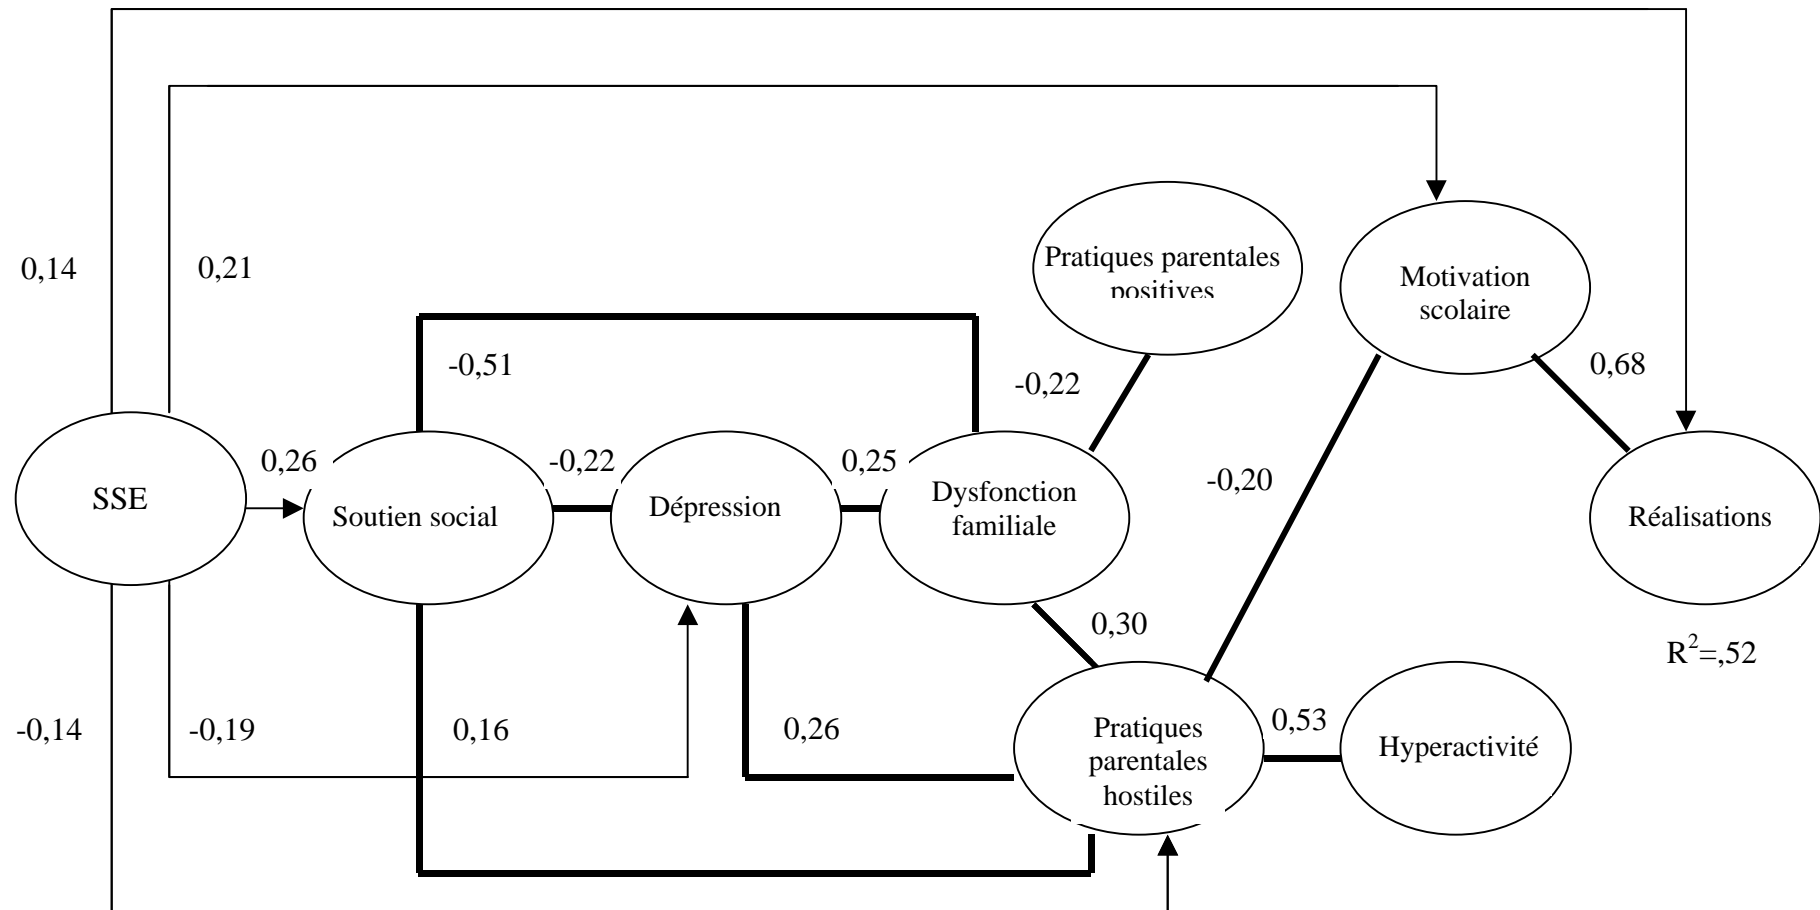 Pratiques parentales
positives
Motivation
scolaire
0,14
0,21
-0,51
-0,22
0,68
0,26
-0,22
0,25
-0,20
SSE
Soutien social
Dépression
Dysfonction
familiale
Réalisations
0,30
R²=,52
-0,14
-0,19
0,16
0,26
0,53
Pratiques
parentales
hostiles
Hyperactivité